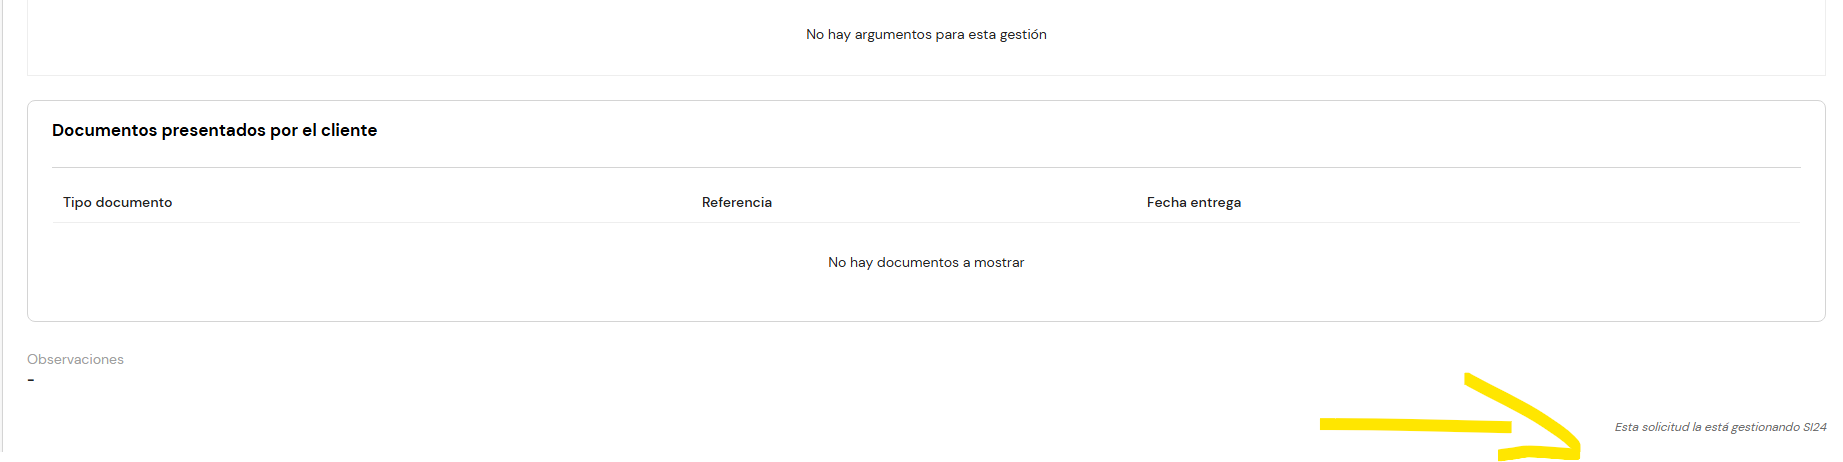 No hay argumentos para esta gestión
Documentos presentados por el cliente
Tipo documento Referencia Fecha entrega
No hay documentos a mostrar
Observaciones
-
Esta solicitud la está gestionando SI24